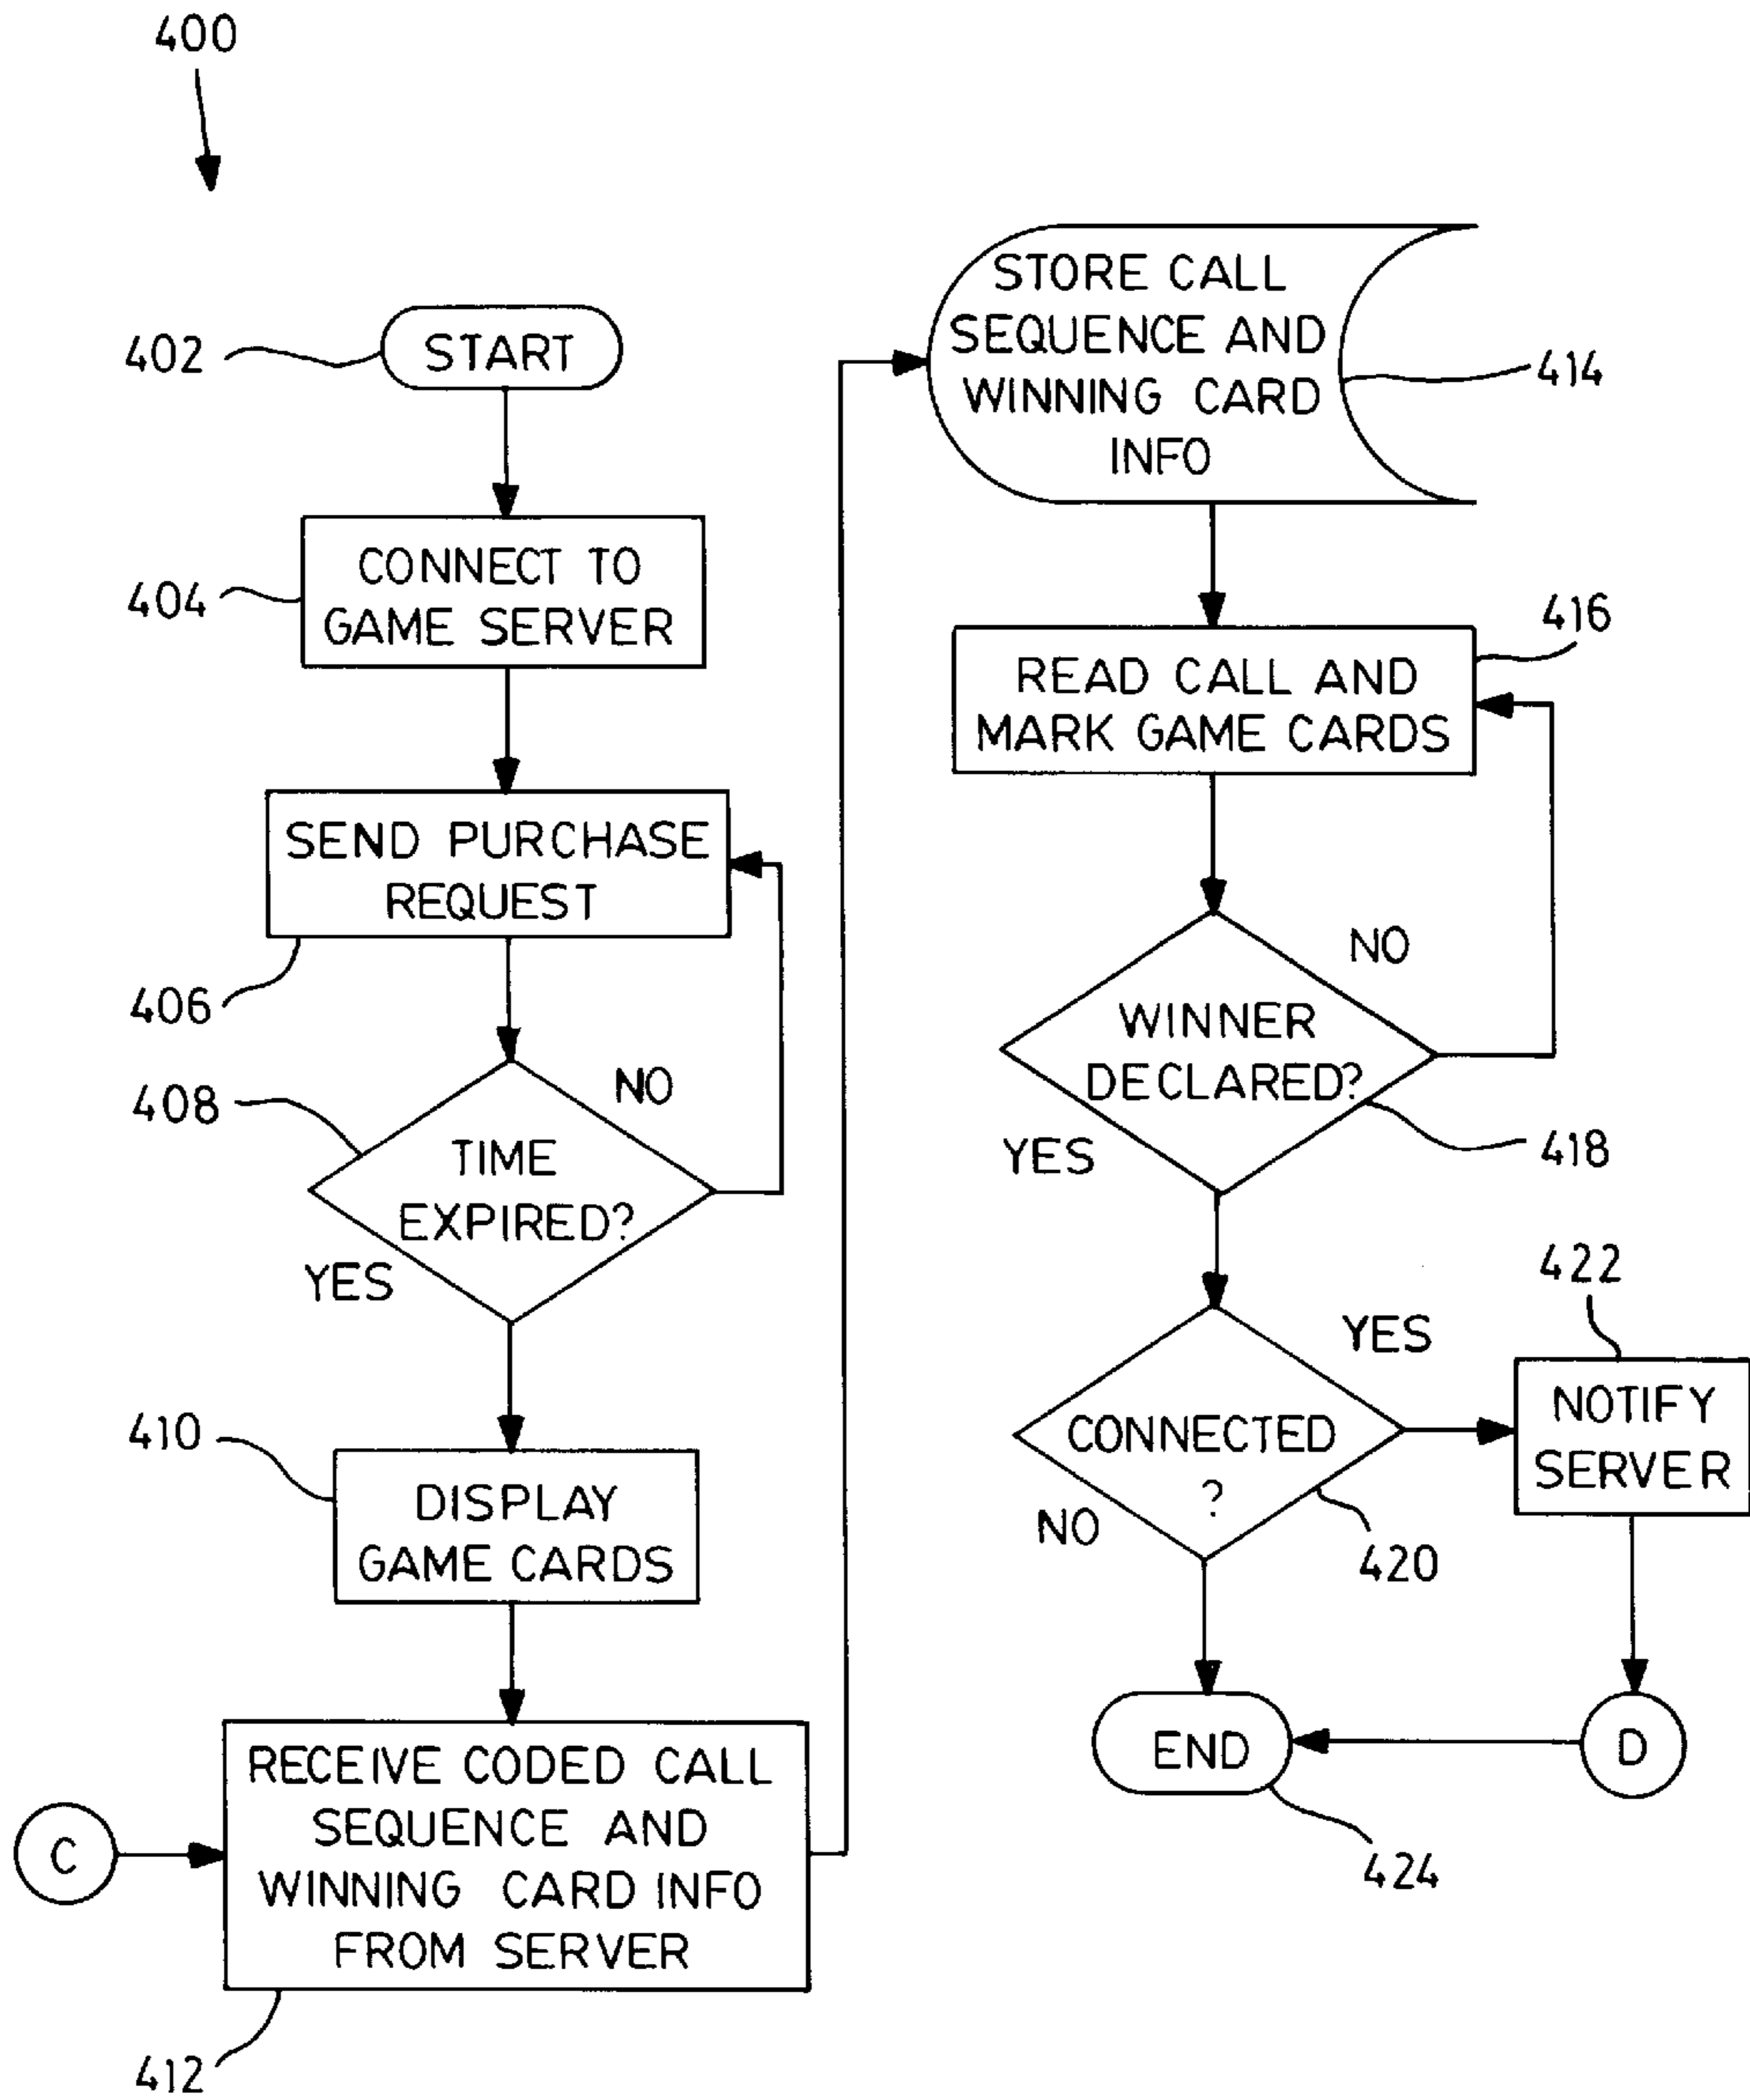 400
402
START
404
CONNECT TO
GAME SERVER
SEND PURCHASE
REQUEST
406
408
NO
TIME
EXPIRED?
YES
410
DISPLAY
GAME CARDS
C
RECEIVE CODED CALL
SEQUENCE AND
WINNING CARD INFO
FROM SERVER
412
STORE CALL
SEQUENCE AND
WINNING CARD
INFO
414
416
READ CALL AND
MARK GAME CARDS
NO
WINNER
DECLARED?
YES
418
422
YES
CONNECTED
?
NO
420
NOTIFY
SERVER
END
D
424